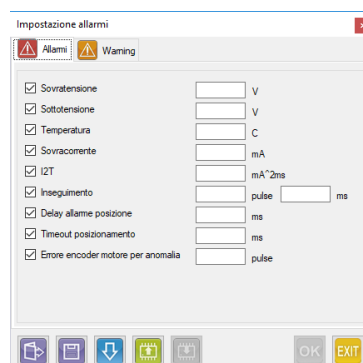 Impostazione allarmi
Allarmi Warning
Sovratensione V
Sottotensione V
Temperatura C
Sovracorrente mA
I2T mA^2ms
Inseguimento pulse ms
Delay allarme posizione ms
Timeout posizionamento ms
Errore encoder motore per anomalia pulse
OK EXIT